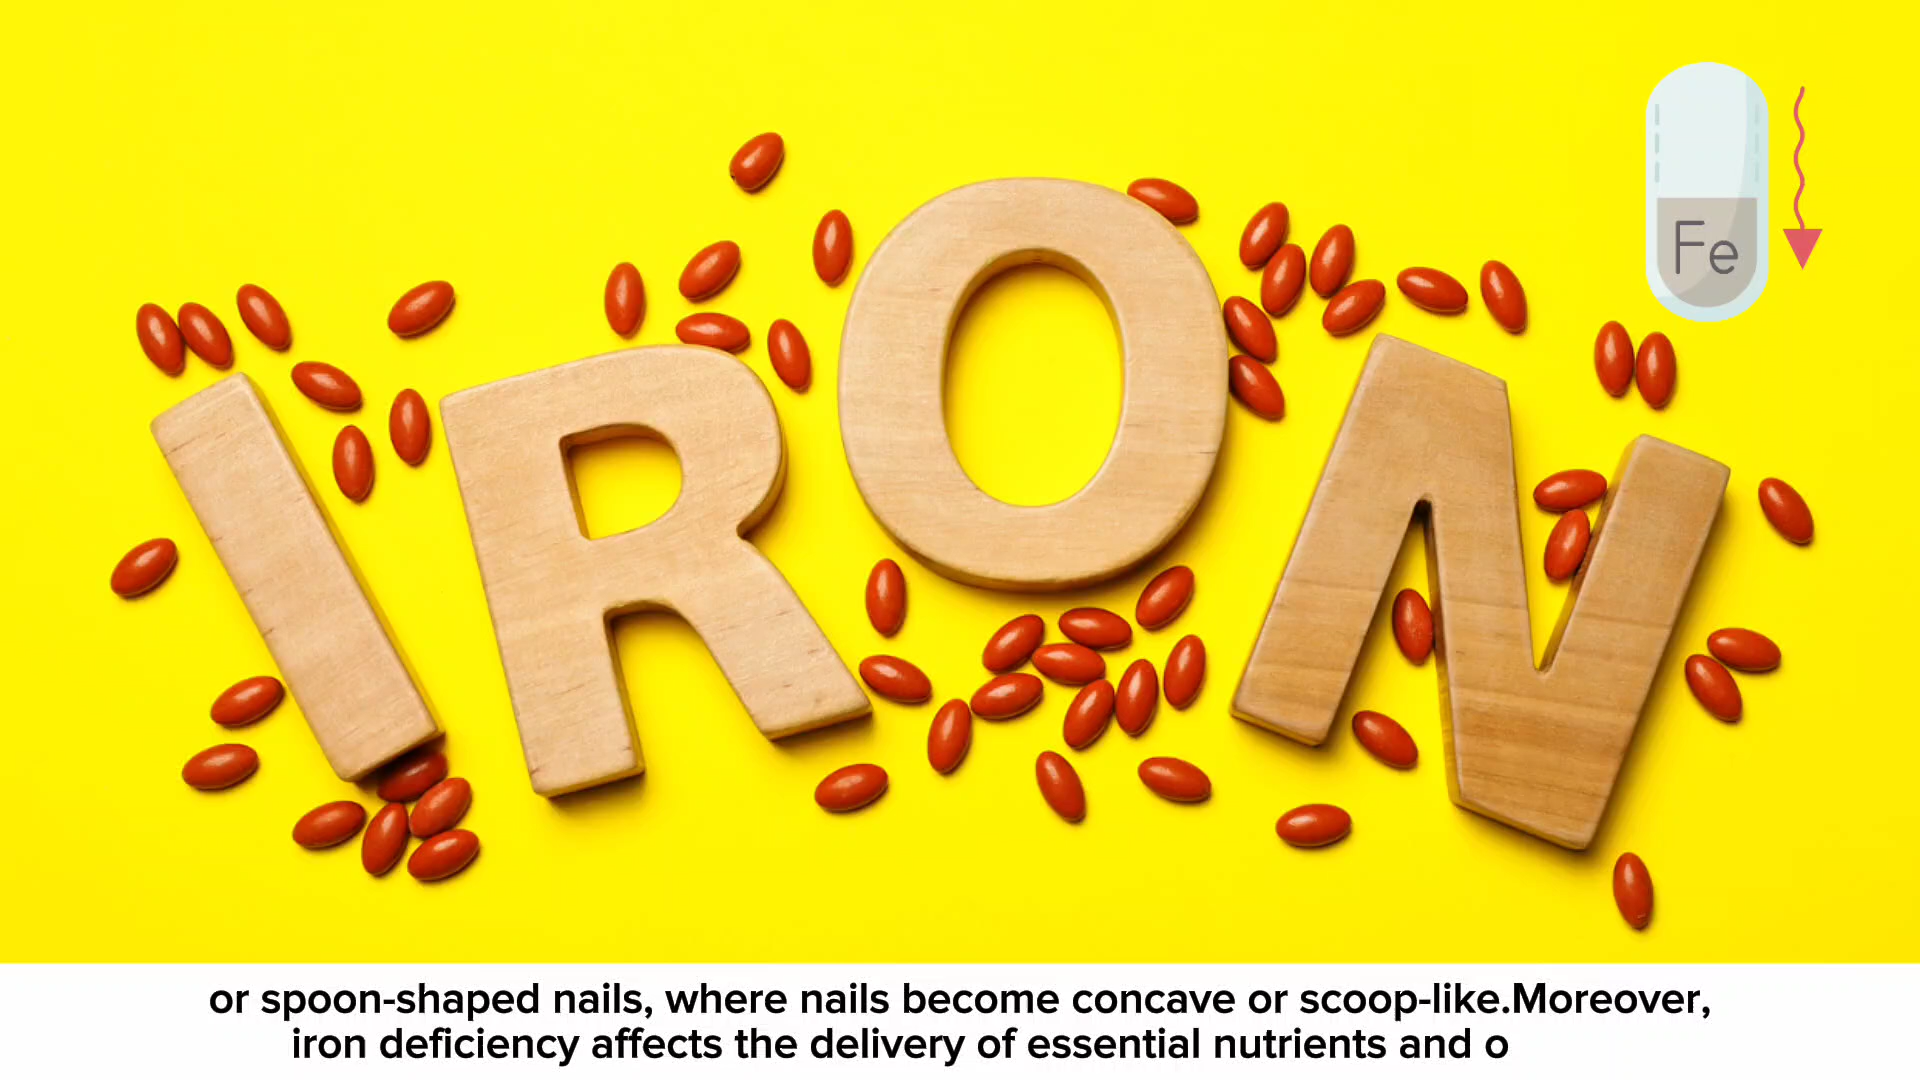 IRON
Fe
or spoon-shaped nails, where nails become concave or scoop-like.Moreover,
iron deficiency affects the delivery of essential nutrients and o